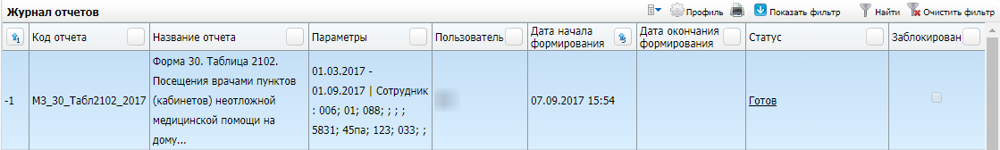 Журнал отчетов
Профиль
Показать фильтр
Найти
Очистить фильтр
1
Код отчета
Название отчета
Параметры
Пользователь
Дата начала
формирования
5
Дата окончания
формирования
Статус
Заблокирован
-1
МЗ_30_Табл2102_2017
Форма 30. Таблица 2102.
Посещения врачами пунктов
(кабинетов) неотложной
медицинской помощи на
дому...
01.03.2017 -
01.09.2017 | Сотрудник
: 006; 01; 088; ; ; ;
5831; 45па; 123; 033; ;
07.09.2017 15:54
Готов